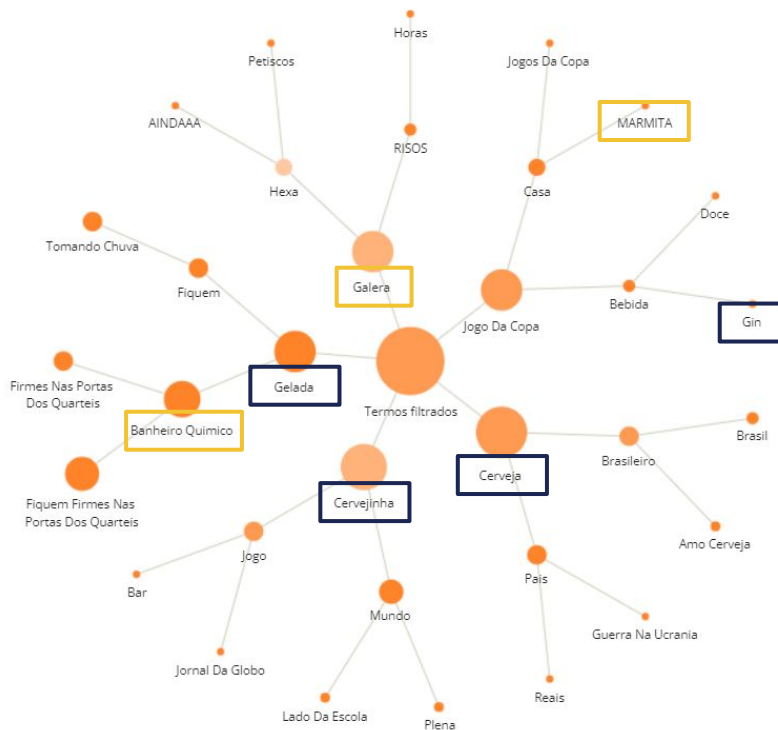 Horas
Petiscos
Jogos Da Copa
AINDAAA
MARMITA
RISOS
Hexa
Casa
Doce
Tomando Chuva
Fiquem
Galera
Bebida
Jogo Da Copa
Gin
Firmes Nas Portas
Dos Quarteis
Gelada
Termos filtrados
Banheiro Quimico
Brasil
Brasileiro
Cerveja
Fiquem Firmes Nas
Portas Dos Quarteis
Cervejinha
Amo Cerveja
Jogo
Pais
Bar
Mundo
Guerra Na Ucrania
Jornal Da Globo
Reais
Lado Da Escola
Plena